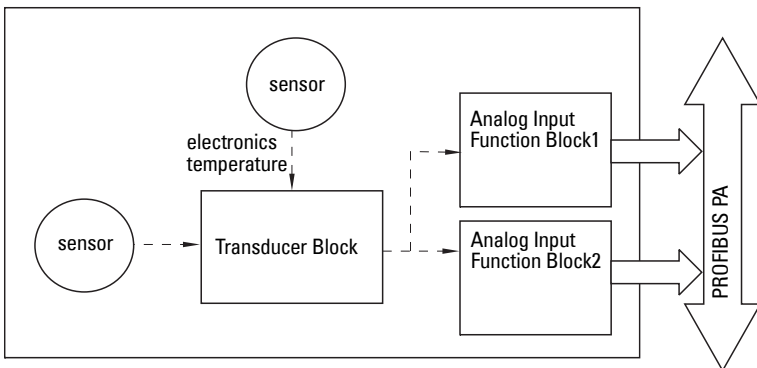 sensor
electronics
temperature
sensor
Transducer Block
Analog Input
Function Block1
Analog Input
Function Block2
PROFIBUS PA